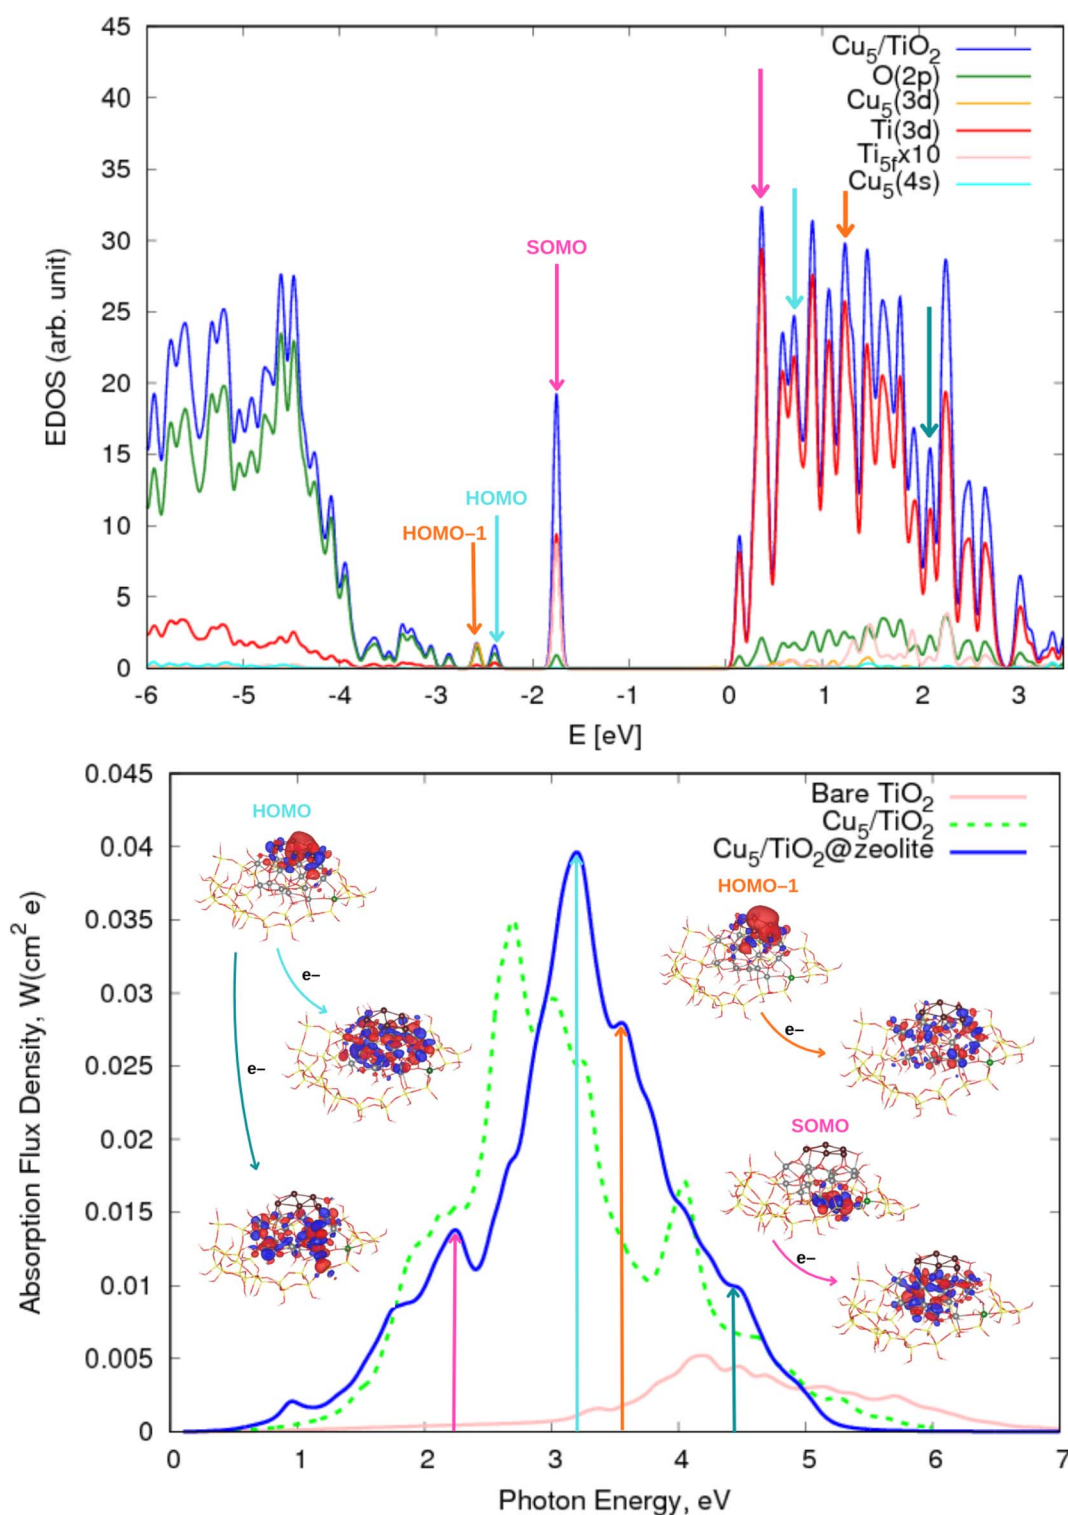 45
40
35
30
25
20
15
10
5
0
EDOS (arb. unit)
Cu5/TiO2
O(2p)
Cu5(3d)
Ti(3d)
Ti5fx10
Cu5(4s)
SOMO
HOMO
HOMO–1
-6 -5 -4 -3 -2 -1 0 1 2 3
E [eV]
0.045
0.04
0.035
0.03
0.025
0.02
0.015
0.01
0.005
0
Absorption Flux Density, W(cm² e)
Bare TiO2
Cu5/TiO2
Cu5/TiO2@zeolite
HOMO
e–
e–
HOMO–1
e–
SOMO
e–
0 1 2 3 4 5 6 7
Photon Energy, eV